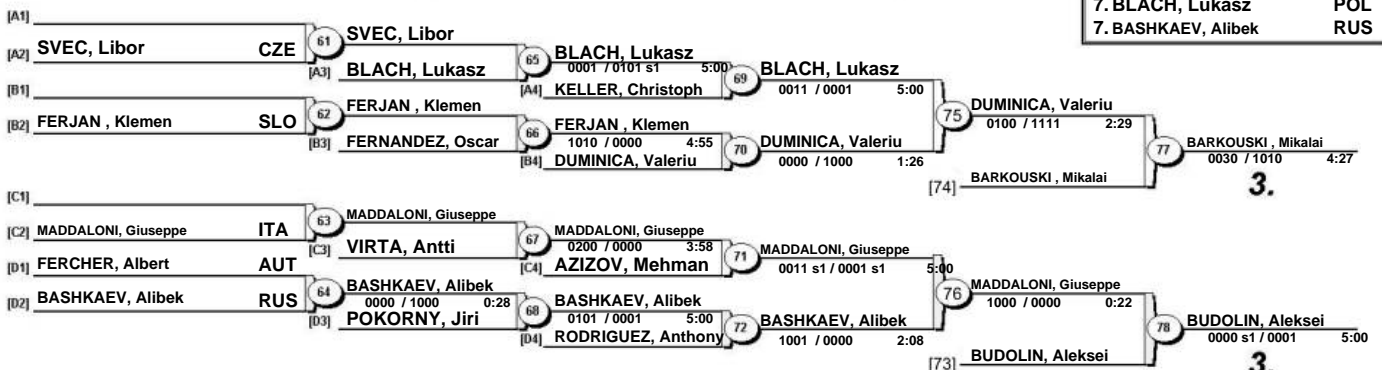 7. BLACH, Lukasz POL
7. BASHKAEV, Alibek RUS
[A1]
[A2] SVEC, Libor CZE
61
SVEC, Libor
[A3] BLACH, Lukasz
65
BLACH, Lukasz
0001 / 0101 s1 5:00
[A4] KELLER, Christoph
69
BLACH, Lukasz
0011 / 0001 5:00
[B1]
[B2] FERJAN , Klemen SLO
62
FERJAN , Klemen
[B3] FERNANDEZ, Oscar
66
FERJAN , Klemen
1010 / 0000 4:55
[B4] DUMINICA, Valeriu
70
DUMINICA, Valeriu
0000 / 1000 1:26
75
DUMINICA, Valeriu
0100 / 1111 2:29
[74] BARKOUSKI , Mikalai
77
BARKOUSKI , Mikalai
0030 / 1010 4:27
3.
[C1]
[C2] MADDALONI, Giuseppe ITA
63
MADDALONI, Giuseppe
[C3] VIRTA, Antti
67
MADDALONI, Giuseppe
0200 / 0000 3:58
[C4] AZIZOV, Mehman
71
MADDALONI, Giuseppe
0011 s1 / 0001 s1 5:00
[D1] FERCHER, Albert AUT
[D2] BASHKAEV, Alibek RUS
64
BASHKAEV, Alibek
0000 / 1000 0:28
[D3] POKORNY, Jiri
68
BASHKAEV, Alibek
0101 / 0001 5:00
[D4] RODRIGUEZ, Anthony
72
BASHKAEV, Alibek
1001 / 0000 2:08
76
MADDALONI, Giuseppe
1000 / 0000 0:22
[73] BUDOLIN, Aleksei
78
BUDOLIN, Aleksei
0000 s1 / 0001 5:00
3.